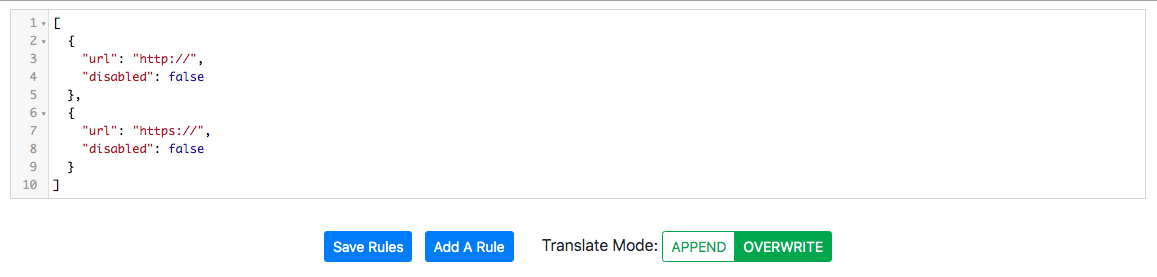 1 [
2   {
3     "url": "http://",
4     "disabled": false
5   },
6   {
7     "url": "https://",
8     "disabled": false
9   }
10 ]
Save Rules Add A Rule Translate Mode: APPEND OVERWRITE